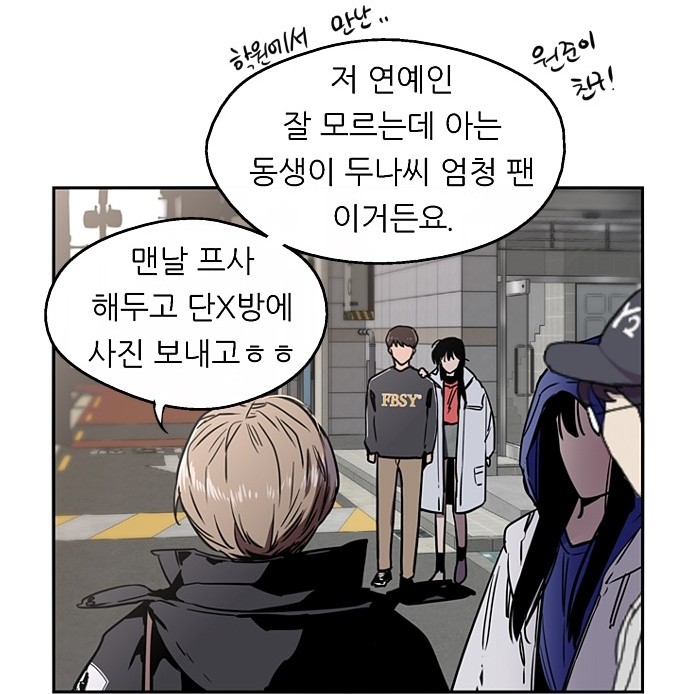 학원에서 만난..
원준이
친구!
저 연예인
잘 모르는데 아는
동생이 두나씨 엄청 팬
이거든요.
맨날 프사
해두고 단X방에
사진 보내고ㅎㅎ
FBSY